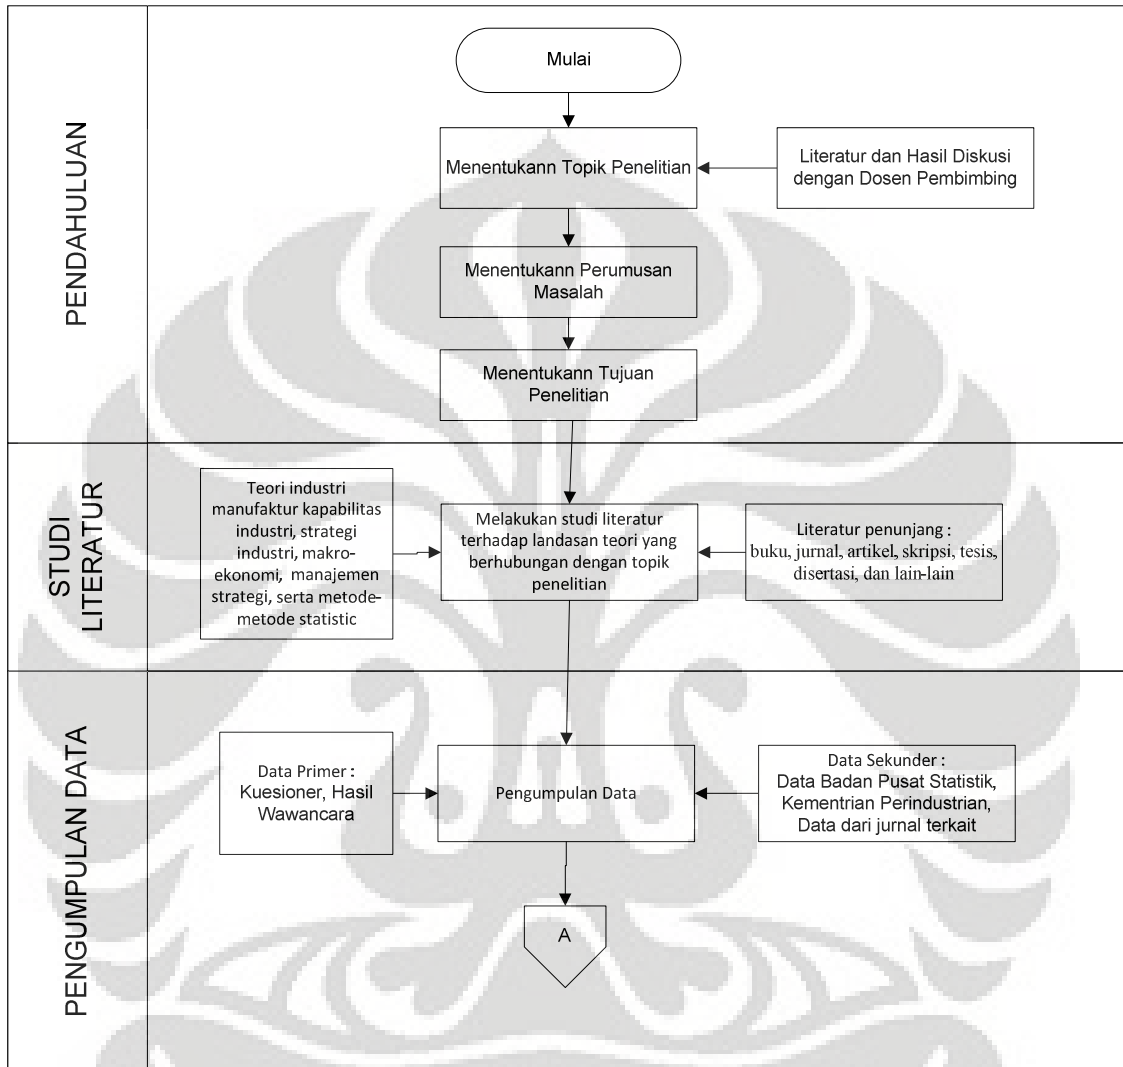 PENDAHULUAN
Mulai
Menentukann Topik Penelitian
Literatur dan Hasil Diskusi
dengan Dosen Pembimbing
Menentukann Perumusan
Masalah
Menentukann Tujuan
Penelitian
STUDI
LITERATUR
Teori industri
manufaktur kapabilitas
industri, strategi
industri, makro-
ekonomi, manajemen
strategi, serta metode-
metode statistic
Melakukan studi literatur
terhadap landasan teori yang
berhubungan dengan topik
penelitian
Literatur penunjang :
buku, jurnal, artikel, skripsi, tesis,
disertasi, dan lain-lain
PENGUMPULAN DATA
Data Primer :
Kuesioner, Hasil
Wawancara
Pengumpulan Data
Data Sekunder :
Data Badan Pusat Statistik,
Kementrian Perindustrian,
Data dari jurnal terkait
A